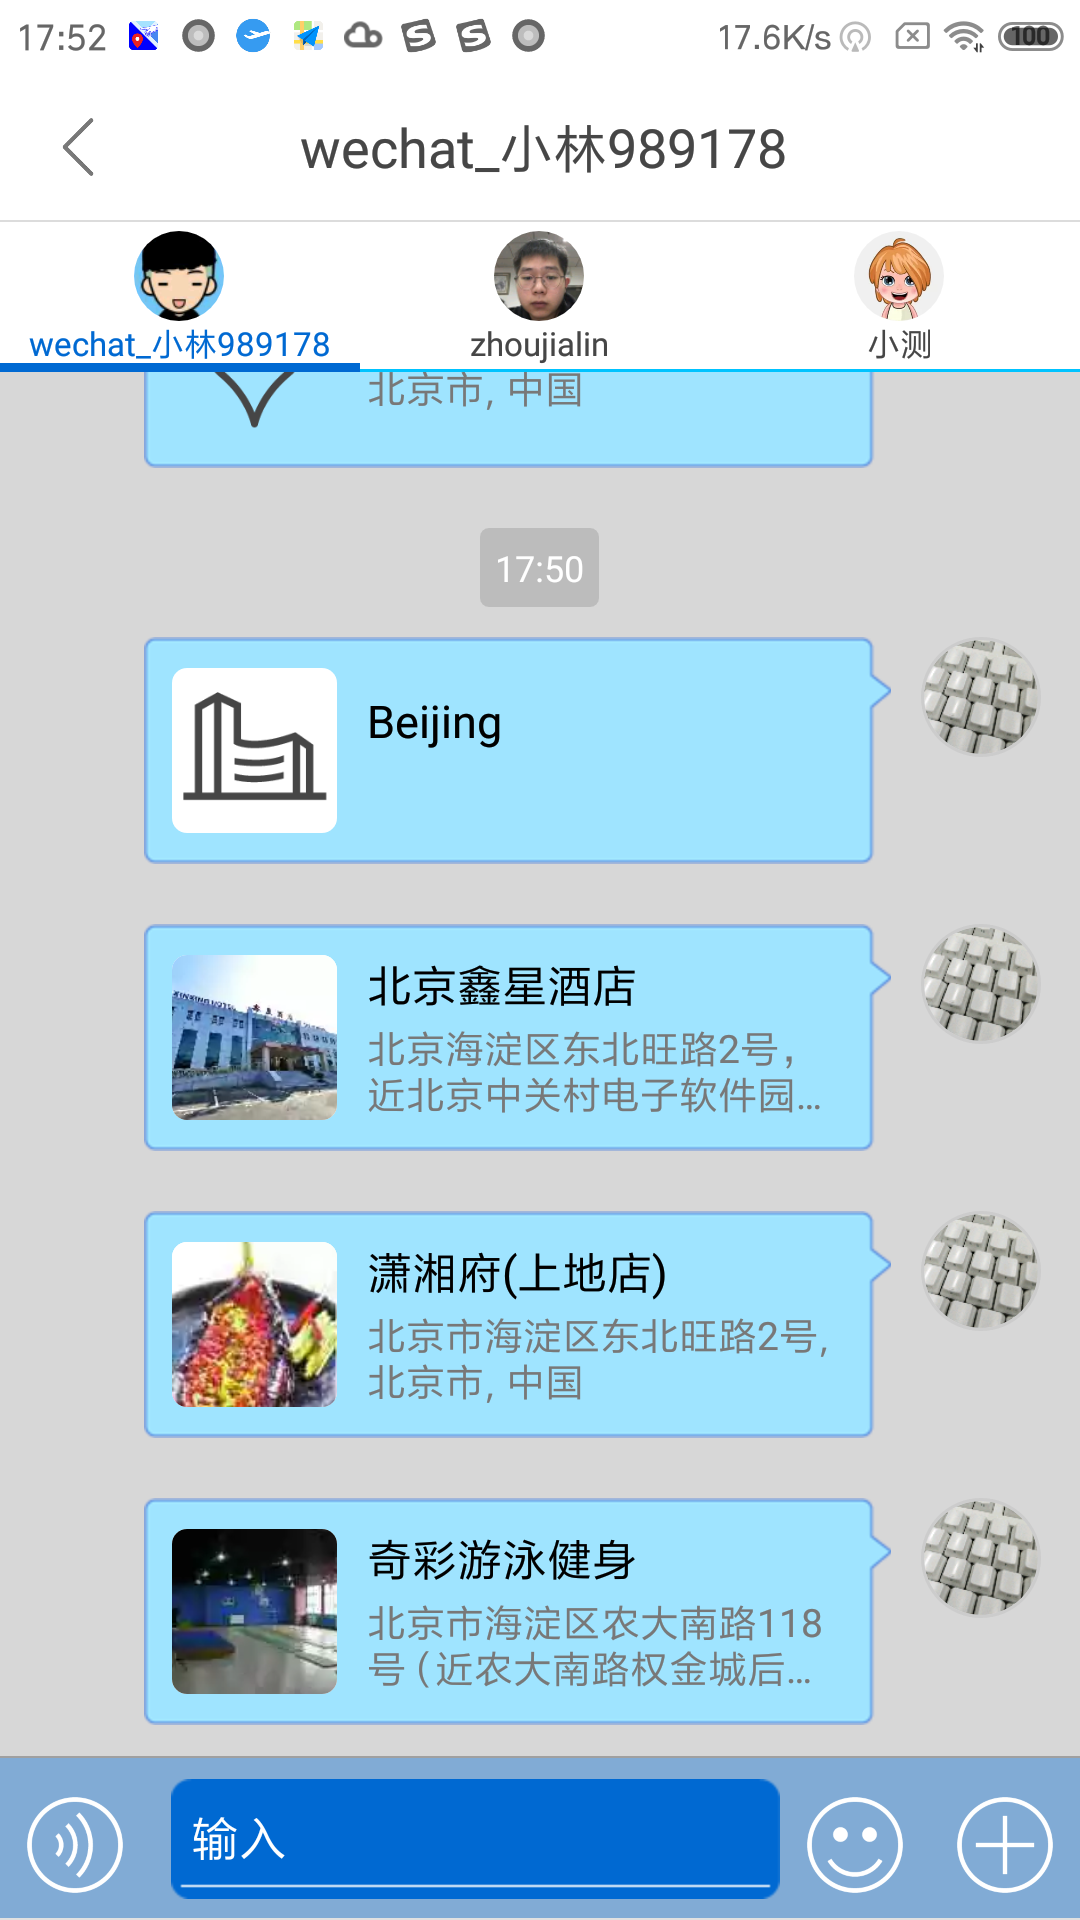 17:52
17.6K/s
100
wechat_小林989178
wechat_小林989178
zhoujialin
小测
北京市, 中国
17:50
Beijing
北京鑫星酒店
北京海淀区东北旺路2号，
近北京中关村电子软件园...
潇湘府(上地店)
北京市海淀区东北旺路2号,
北京市, 中国
奇彩游泳健身
北京市海淀区农大南路118
号（近农大南路权金城后...
输入